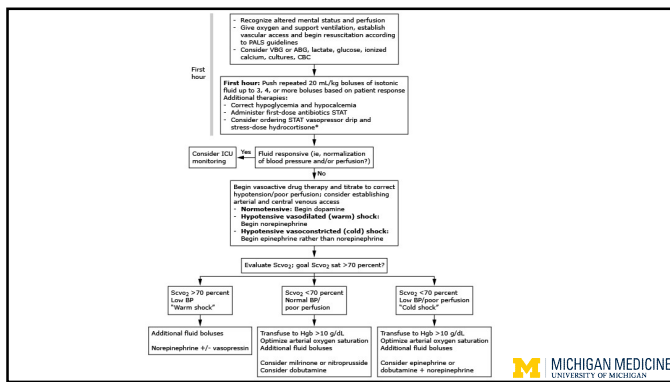 - Recognize altered mental status and perfusion
- Give oxygen and support ventilation, establish
vascular access and begin resuscitation according
to PALS guidelines
- Consider VBG or ABG, lactate, glucose, ionized
calcium, cultures, CBC
First
hour
First hour: Push repeated 20 mL/kg boluses of isotonic
fluid up to 3, 4, or more boluses based on patient response
Additional therapies:
- Correct hypoglycemia and hypocalcemia
- Administer first-dose antibiotics STAT
- Consider ordering STAT vasopressor drip and
stress-dose hydrocortisone*
Consider ICU
monitoring
Yes
Fluid responsive (ie, normalization
of blood pressure and/or perfusion?)
No
Begin vasoactive drug therapy and titrate to correct
hypotension/poor perfusion; consider establishing
arterial and central venous access
- Normotensive: Begin dopamine
- Hypotensive vasodilated (warm) shock:
Begin norepinephrine
- Hypotensive vasoconstricted (cold) shock:
Begin epinephrine rather than norepinephrine
Evaluate Scvo2; goal Scvo2 sat >70 percent?
Scvo2 >70 percent
Low BP
"Warm shock"
Scvo2 <70 percent
Normal BP/
poor perfusion
Scvo2 <70 percent
Low BP/poor perfusion
"Cold shock"
Additional fluid boluses
Norepinephrine +/- vasopressin
Transfuse to Hgb >10 g/dL
Optimize arterial oxygen saturation
Additional fluid boluses
Consider milrinone or nitroprusside
Consider dobutamine
Transfuse to Hgb >10 g/dL
Optimize arterial oxygen saturation
Additional fluid boluses
Consider epinephrine or
dobutamine + norepinephrine
M
MICHIGAN MEDICINE
UNIVERSITY OF MICHIGAN